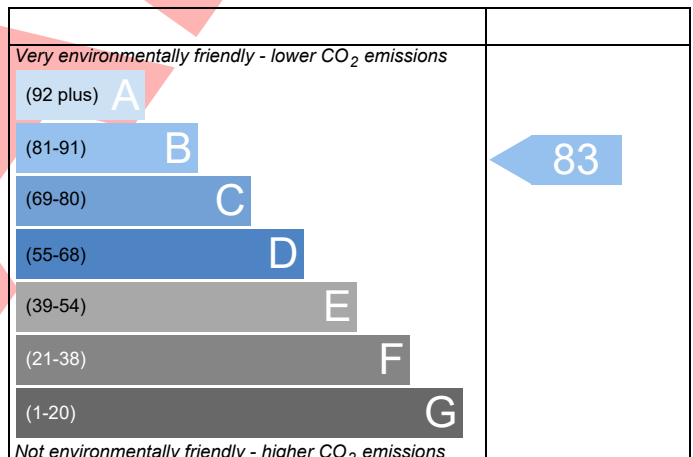 Very environmentally friendly - lower CO2 emissions
(92 plus) A
(81-91) B
83
(69-80) C
(55-68) D
(39-54) E
(21-38) F
(1-20) G
Not environmentally friendly - higher CO2 emissions